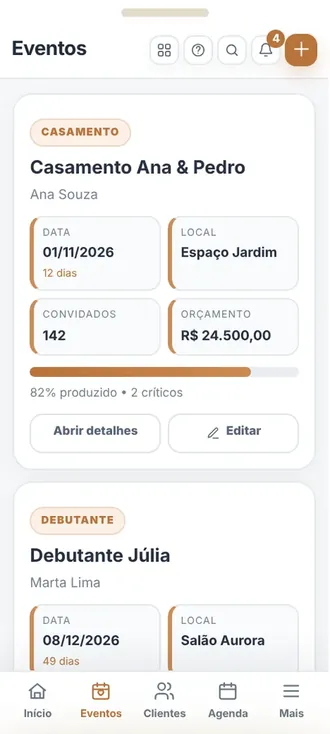 Eventos
4
CASAMENTO
Casamento Ana & Pedro
Ana Souza
DATA
01/11/2026
12 dias
LOCAL
Espaço Jardim
CONVIDADOS
142
ORÇAMENTO
R$ 24.500,00
82% produzido • 2 críticos
Abrir detalhes
Editar
DEBUTANTE
Debutante Júlia
Marta Lima
DATA
08/12/2026
49 dias
LOCAL
Salão Aurora
Início
Eventos
Clientes
Agenda
Mais